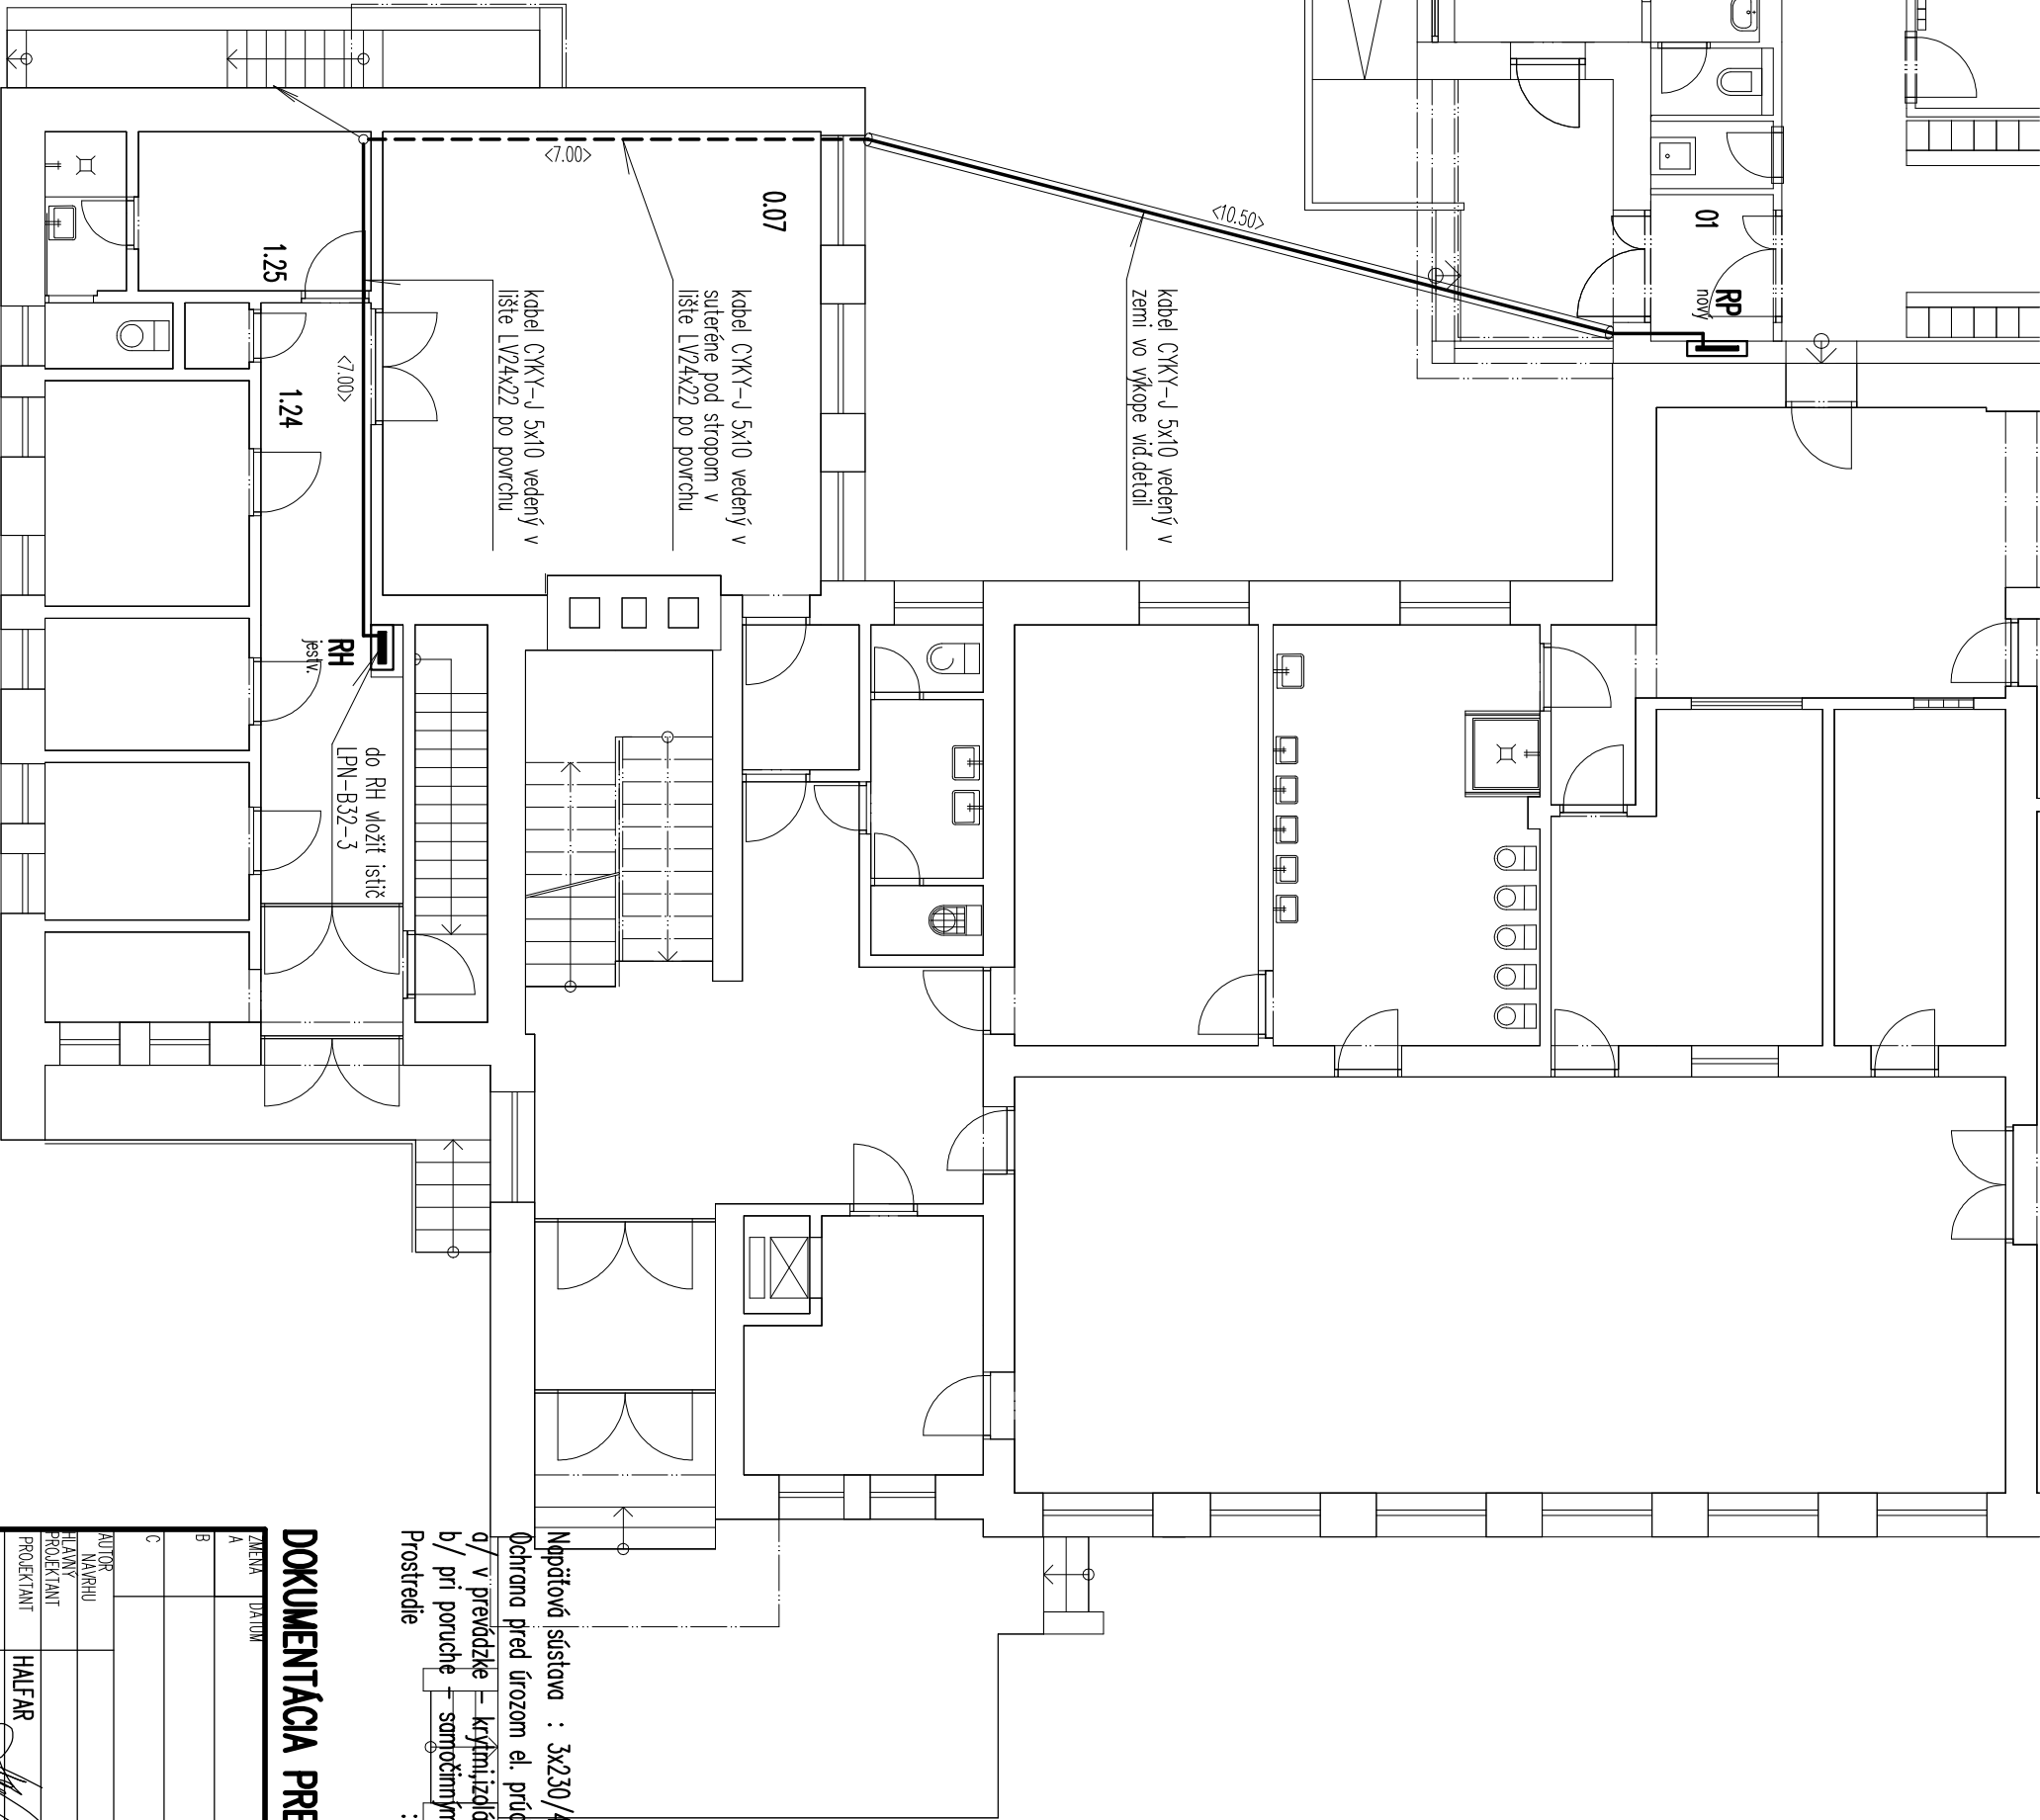 01
RP
nový
<10.50>
kabel CYKY-J 5x10 vedený v
zemi vo výkope viď.detail
0.07
<7.00>
kabel CYKY-J 5x10 vedený v
suteréne pod stropom v
lište LV24x22 po povrchu
kabel CYKY-J 5x10 vedený v
lište LV24x22 po povrchu
1.25
<7.00>
1.24
RH
jestv.
do RH vložiť istič
LPN-B32-3
Napäťová sústava : 3x230/4
Ochrana pred úrazom el. prúd
a/ v prevádzke - krytmi,izolá
b/ pri poruche - samočinným
Prostredie :
DOKUMENTÁCIA PRE
ZMENA DÁTUM
A
B
C
AUTOR
NÁVRHU
HLAVNÝ
PROJEKTANT
PROJEKTANT HALFAR